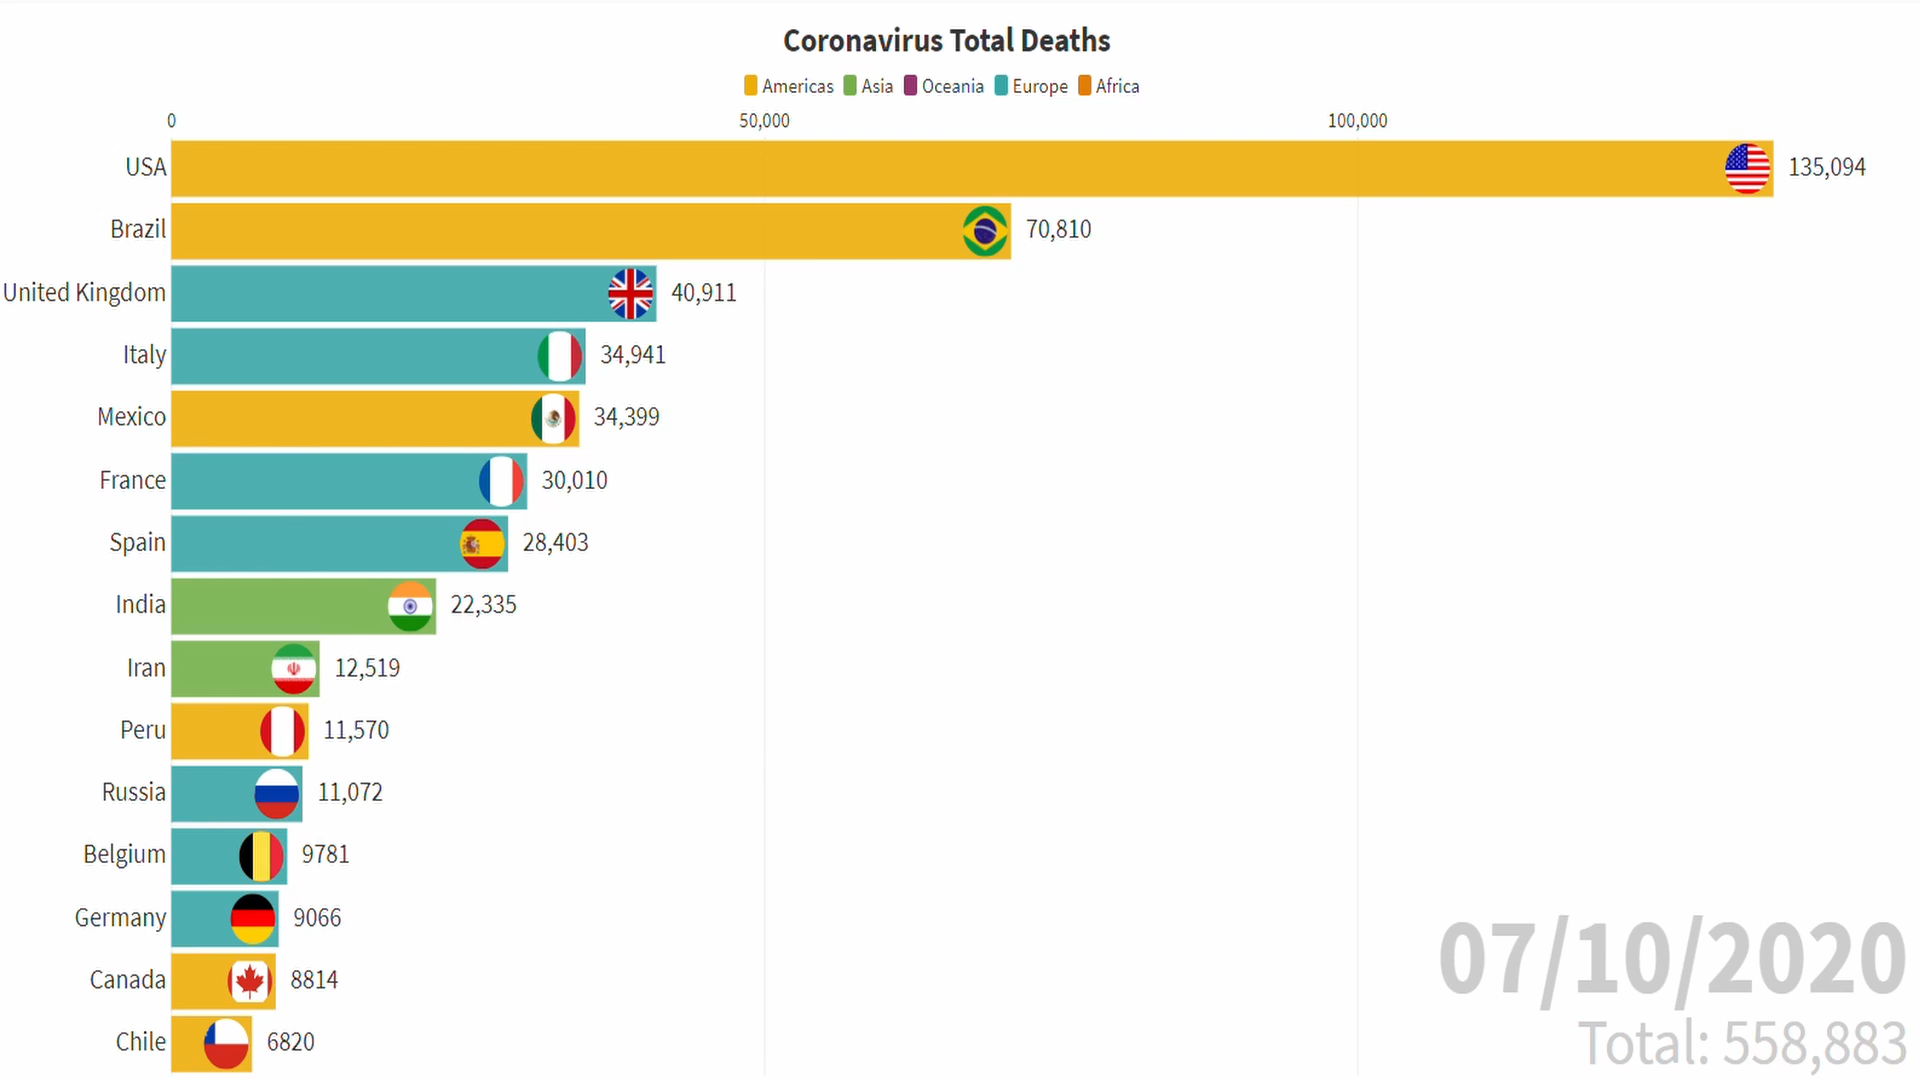 Coronavirus Total Deaths
Americas Asia Oceania Europe Africa
0 50,000 100,000
USA 135,094
Brazil 70,810
United Kingdom 40,911
Italy 34,941
Mexico 34,399
France 30,010
Spain 28,403
India 22,335
Iran 12,519
Peru 11,570
Russia 11,072
Belgium 9781
Germany 9066
Canada 8814
Chile 6820
07/10/2020
Total: 558,883